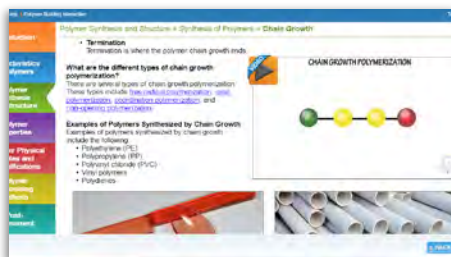 Polymer Synthesis and Structure » Synthesis of Polymers » Chain Growth
• Termination
Termination is where the polymer chain growth ends.
What are the different types of chain growth
polymerization?
There are several types of chain growth polymerization.
These types include free radical polymerization, ionic
polymerization, coordination polymerization, and
ring-opening polymerization.
Examples of Polymers Synthesized by Chain Growth
Examples of polymers synthesized by chain growth
include the following:
• Polyethylene (PE)
• Polypropylene (PP)
• Polyvinyl chloride (PVC)
• Vinyl polymers
• Polydienes
CHAIN GROWTH POLYMERIZATION